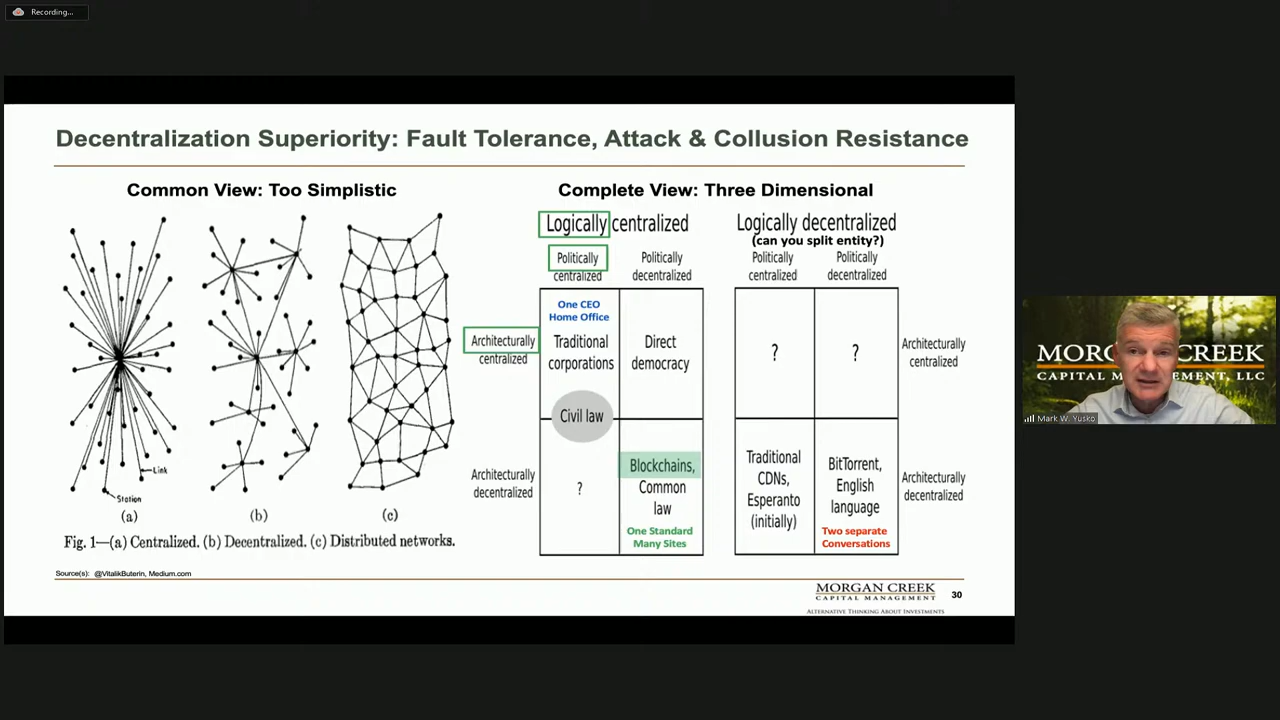 Recording...
Decentralization Superiority: Fault Tolerance, Attack & Collusion Resistance
Common View: Too Simplistic
Link
Station
(a)
(b)
(c)
Fig. 1—(a) Centralized. (b) Decentralized. (c) Distributed networks.
Complete View: Three Dimensional
Logically centralized
Logically decentralized
(can you split entity?)
Politically
centralized
Politically
decentralized
Politically
centralized
Politically
decentralized
Architecturally
centralized
One CEO
Home Office
Traditional
corporations
Direct
democracy
?
?
Architecturally
centralized
Civil law
Architecturally
decentralized
?
Blockchains,
Common
law
One Standard
Many Sites
Traditional
CDNs,
Esperanto
(initially)
BitTorrent,
English
language
Two separate
Conversations
Architecturally
decentralized
Source(s): @VitalikButerin, Medium.com
MORGAN CREEK
CAPITAL MANAGEMENT
ALTERNATIVE THINKING ABOUT INVESTMENTS
30
MORG CREEK
CAPITAL MANAGEMENT, LLC
Mark W. Yusko